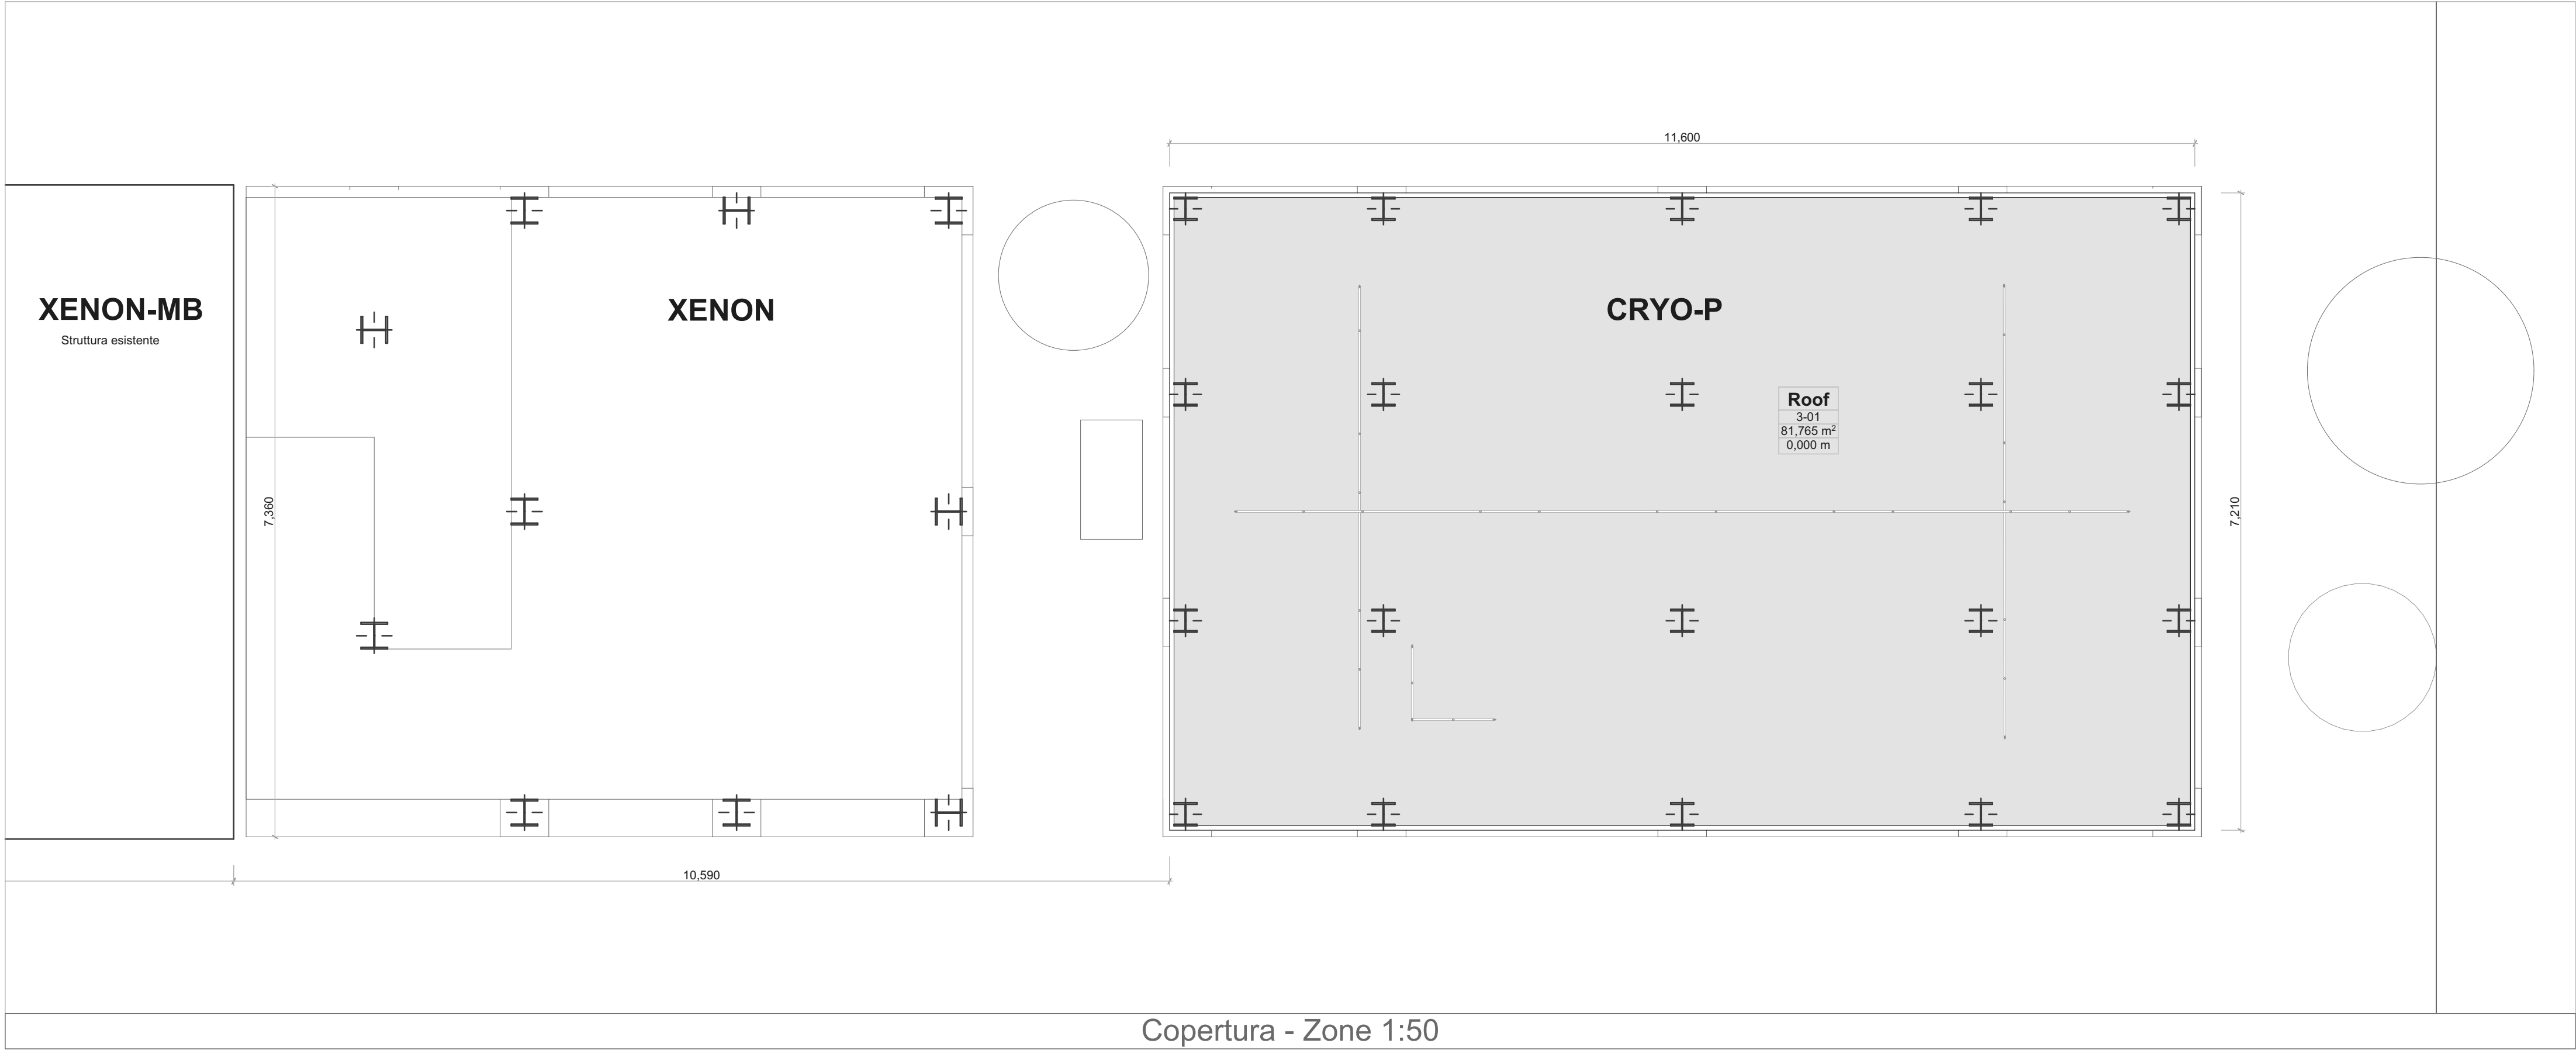 11,600
XENON-MB
Struttura esistente
XENON
CRYO-P
Roof
3-01
81,765 m²
0,000 m
7,360
7,210
10,590
Copertura - Zone 1:50